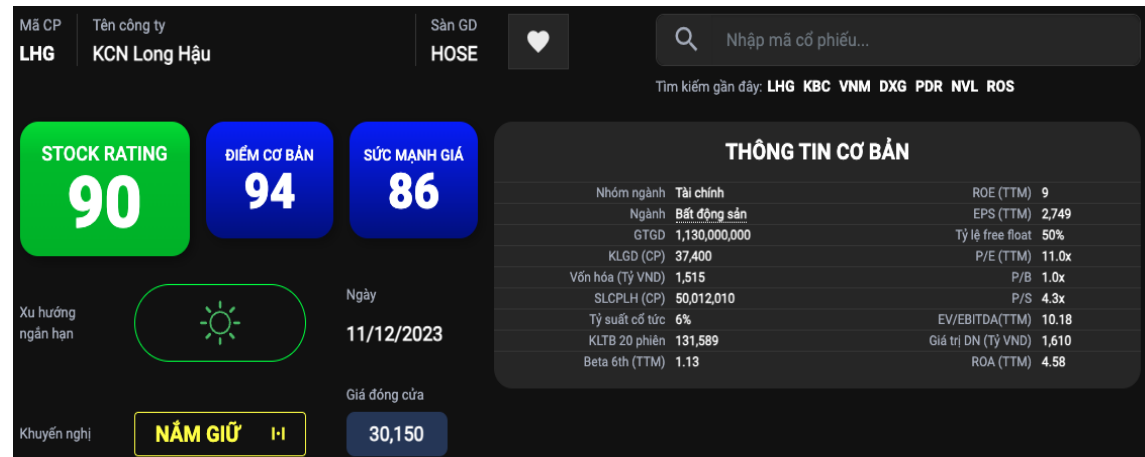 Mã CP Tên công ty Sàn GD
LHG KCN Long Hậu HOSE
Nhập mã cổ phiếu...
Tìm kiếm gần đây: LHG KBC VNM DXG PDR NVL ROS
STOCK RATING
90
ĐIỂM CƠ BẢN
94
SỨC MẠNH GIÁ
86
Xu hướng
ngắn hạn
Ngày
11/12/2023
Giá đóng cửa
Khuyến nghị NẮM GIỮ 30,150
THÔNG TIN CƠ BẢN
Nhóm ngành Tài chính ROE (TTM) 9
Ngành Bất động sản EPS (TTM) 2,749
GTGD 1,130,000,000 Tỷ lệ free float 50%
KLGD (CP) 37,400 P/E (TTM) 11.0x
Vốn hóa (Tỷ VND) 1,515 P/B 1.0x
SLCPLH (CP) 50,012,010 P/S 4.3x
Tỷ suất cổ tức 6% EV/EBITDA(TTM) 10.18
KLTB 20 phiên 131,589 Giá trị DN (Tỷ VND) 1,610
Beta 6th (TTM) 1.13 ROA (TTM) 4.58